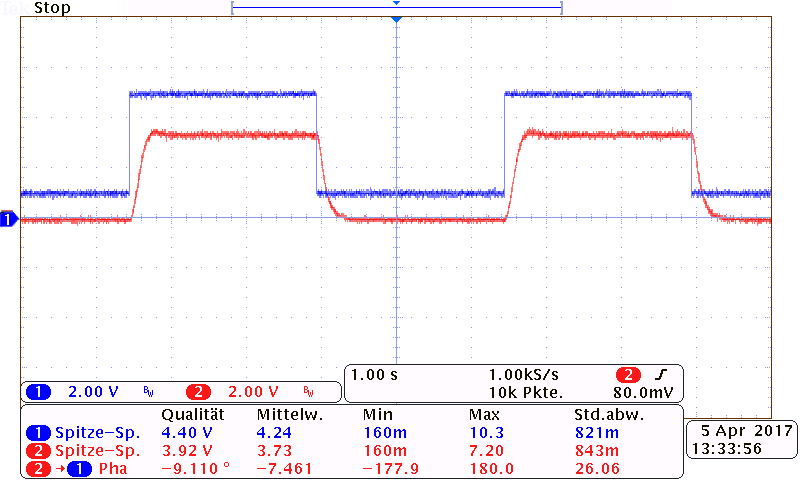 Tek Stop
1
1 2.00 V BW 2 2.00 V BW
1.00 s 1.00kS/s 2
10k Pkte. 80.0mV
Qualität Mittelw. Min Max Std.abw.
1 Spitze-Sp. 4.40 V 4.24 160m 10.3 821m
2 Spitze-Sp. 3.92 V 3.73 160m 7.20 843m
2 → 1 Pha -9.110 ° -7.461 -177.9 180.0 26.06
5 Apr 2017
13:33:56